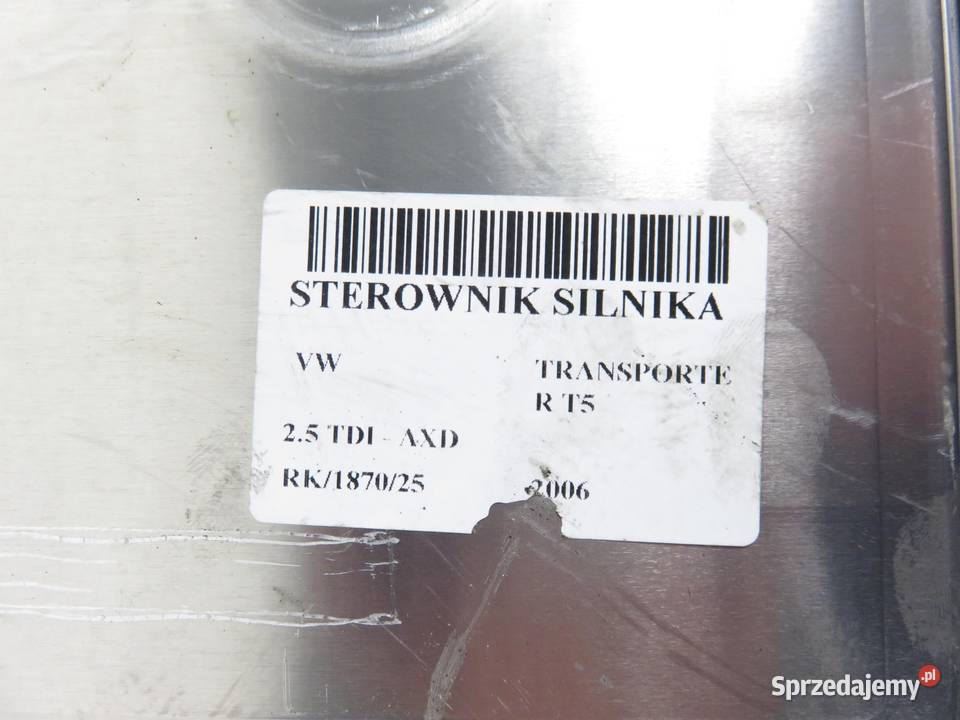 STEROWNIK SILNIKA
VW
TRANSPORTE
R T5
2.5 TDI - AXD
RK/1870/25
2006
Sprzedajemy.pl